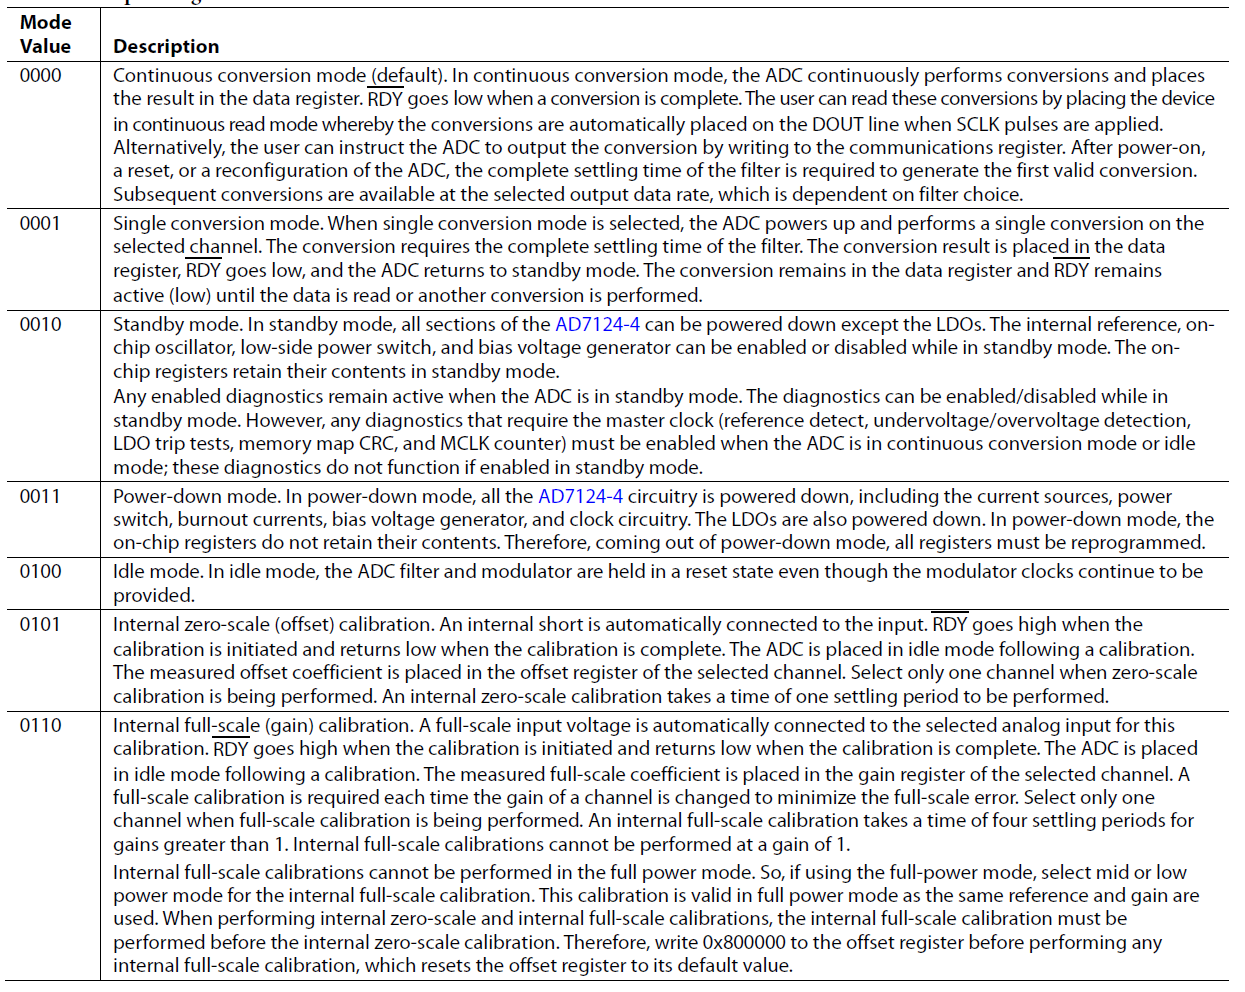 Mode
Value
Description
0000
Continuous conversion mode (default). In continuous conversion mode, the ADC continuously performs conversions and places
the result in the data register. RDY goes low when a conversion is complete. The user can read these conversions by placing the device
in continuous read mode whereby the conversions are automatically placed on the DOUT line when SCLK pulses are applied.
Alternatively, the user can instruct the ADC to output the conversion by writing to the communications register. After power-on,
a reset, or a reconfiguration of the ADC, the complete settling time of the filter is required to generate the first valid conversion.
Subsequent conversions are available at the selected output data rate, which is dependent on filter choice.
0001
Single conversion mode. When single conversion mode is selected, the ADC powers up and performs a single conversion on the
selected channel. The conversion requires the complete settling time of the filter. The conversion result is placed in the data
register, RDY goes low, and the ADC returns to standby mode. The conversion remains in the data register and RDY remains
active (low) until the data is read or another conversion is performed.
0010
Standby mode. In standby mode, all sections of the AD7124-4 can be powered down except the LDOs. The internal reference, on-
chip oscillator, low-side power switch, and bias voltage generator can be enabled or disabled while in standby mode. The on-
chip registers retain their contents in standby mode.
Any enabled diagnostics remain active when the ADC is in standby mode. The diagnostics can be enabled/disabled while in
standby mode. However, any diagnostics that require the master clock (reference detect, undervoltage/overvoltage detection,
LDO trip tests, memory map CRC, and MCLK counter) must be enabled when the ADC is in continuous conversion mode or idle
mode; these diagnostics do not function if enabled in standby mode.
0011
Power-down mode. In power-down mode, all the AD7124-4 circuitry is powered down, including the current sources, power
switch, burnout currents, bias voltage generator, and clock circuitry. The LDOs are also powered down. In power-down mode, the
on-chip registers do not retain their contents. Therefore, coming out of power-down mode, all registers must be reprogrammed.
0100
Idle mode. In idle mode, the ADC filter and modulator are held in a reset state even though the modulator clocks continue to be
provided.
0101
Internal zero-scale (offset) calibration. An internal short is automatically connected to the input. RDY goes high when the
calibration is initiated and returns low when the calibration is complete. The ADC is placed in idle mode following a calibration.
The measured offset coefficient is placed in the offset register of the selected channel. Select only one channel when zero-scale
calibration is being performed. An internal zero-scale calibration takes a time of one settling period to be performed.
0110
Internal full-scale (gain) calibration. A full-scale input voltage is automatically connected to the selected analog input for this
calibration. RDY goes high when the calibration is initiated and returns low when the calibration is complete. The ADC is placed
in idle mode following a calibration. The measured full-scale coefficient is placed in the gain register of the selected channel. A
full-scale calibration is required each time the gain of a channel is changed to minimize the full-scale error. Select only one
channel when full-scale calibration is being performed. An internal full-scale calibration takes a time of four settling periods for
gains greater than 1. Internal full-scale calibrations cannot be performed at a gain of 1.
Internal full-scale calibrations cannot be performed in the full power mode. So, if using the full-power mode, select mid or low
power mode for the internal full-scale calibration. This calibration is valid in full power mode as the same reference and gain are
used. When performing internal zero-scale and internal full-scale calibrations, the internal full-scale calibration must be
performed before the internal zero-scale calibration. Therefore, write 0x800000 to the offset register before performing any
internal full-scale calibration, which resets the offset register to its default value.